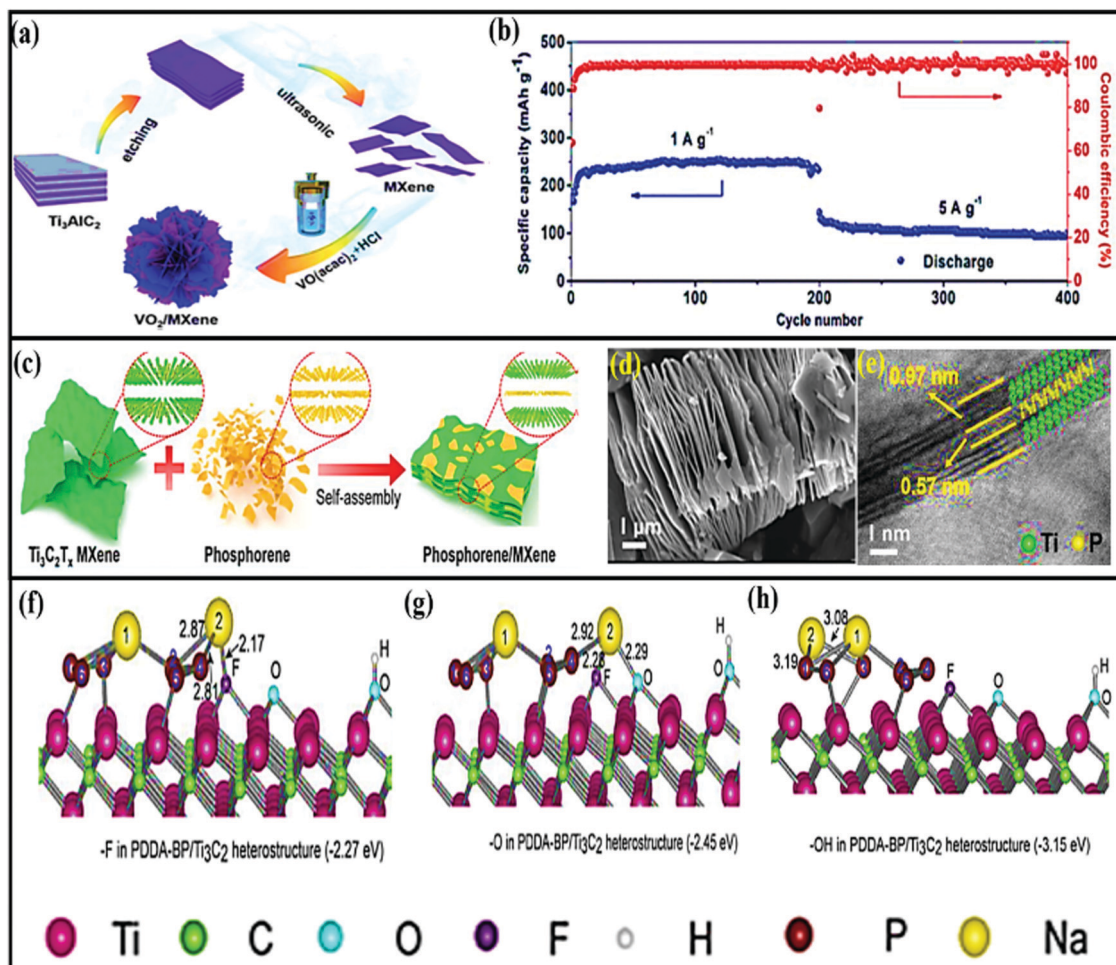 (a)
etching
ultrasonic
Ti₃AlC₂
MXene
VO(acac)₂+HCl
VO₂/MXene
(b)
Specific capacity (mAh g⁻¹)
500
400
300
250
200
100
0
0
100
200
300
400
Cycle number
1 A g⁻¹
5 A g⁻¹
Discharge
100
80
60
40
20
0
Coulombic efficiency (%)
(c)
Ti₃C₂Tₓ MXene
Phosphorene
Self-assembly
Phosphorene/MXene
(d)
1 μm
(e)
0.97 nm
0.57 nm
1 nm
Ti P
(f)
1
2
2.87
2.17
2.81
F
O
H
O
-F in PDDA-BP/Ti₃C₂ heterostructure (-2.27 eV)
(g)
1
2
2.92
2.28
2.29
F
O
H
O
-O in PDDA-BP/Ti₃C₂ heterostructure (-2.45 eV)
(h)
2
1
3.08
3.19
F
O
H
O
-OH in PDDA-BP/Ti₃C₂ heterostructure (-3.15 eV)
Ti C O F H P Na